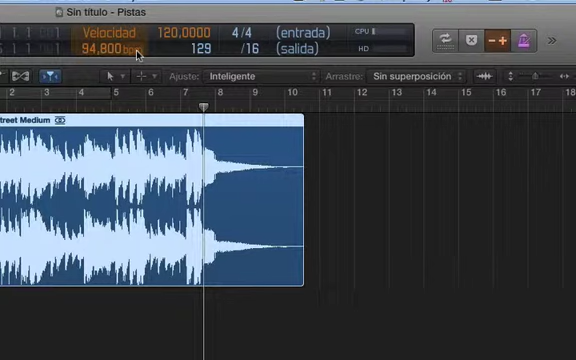 Sin título - Pistas
Velocidad 120,0000 4/4 (entrada) CPU
94,800bpm 129 /16 (salida) HD
Ajuste: Inteligente Arrastre: Sin superposición
2 3 4 5 6 7 8 9 10 11 12 13 14 15 16 17 18
treet Medium